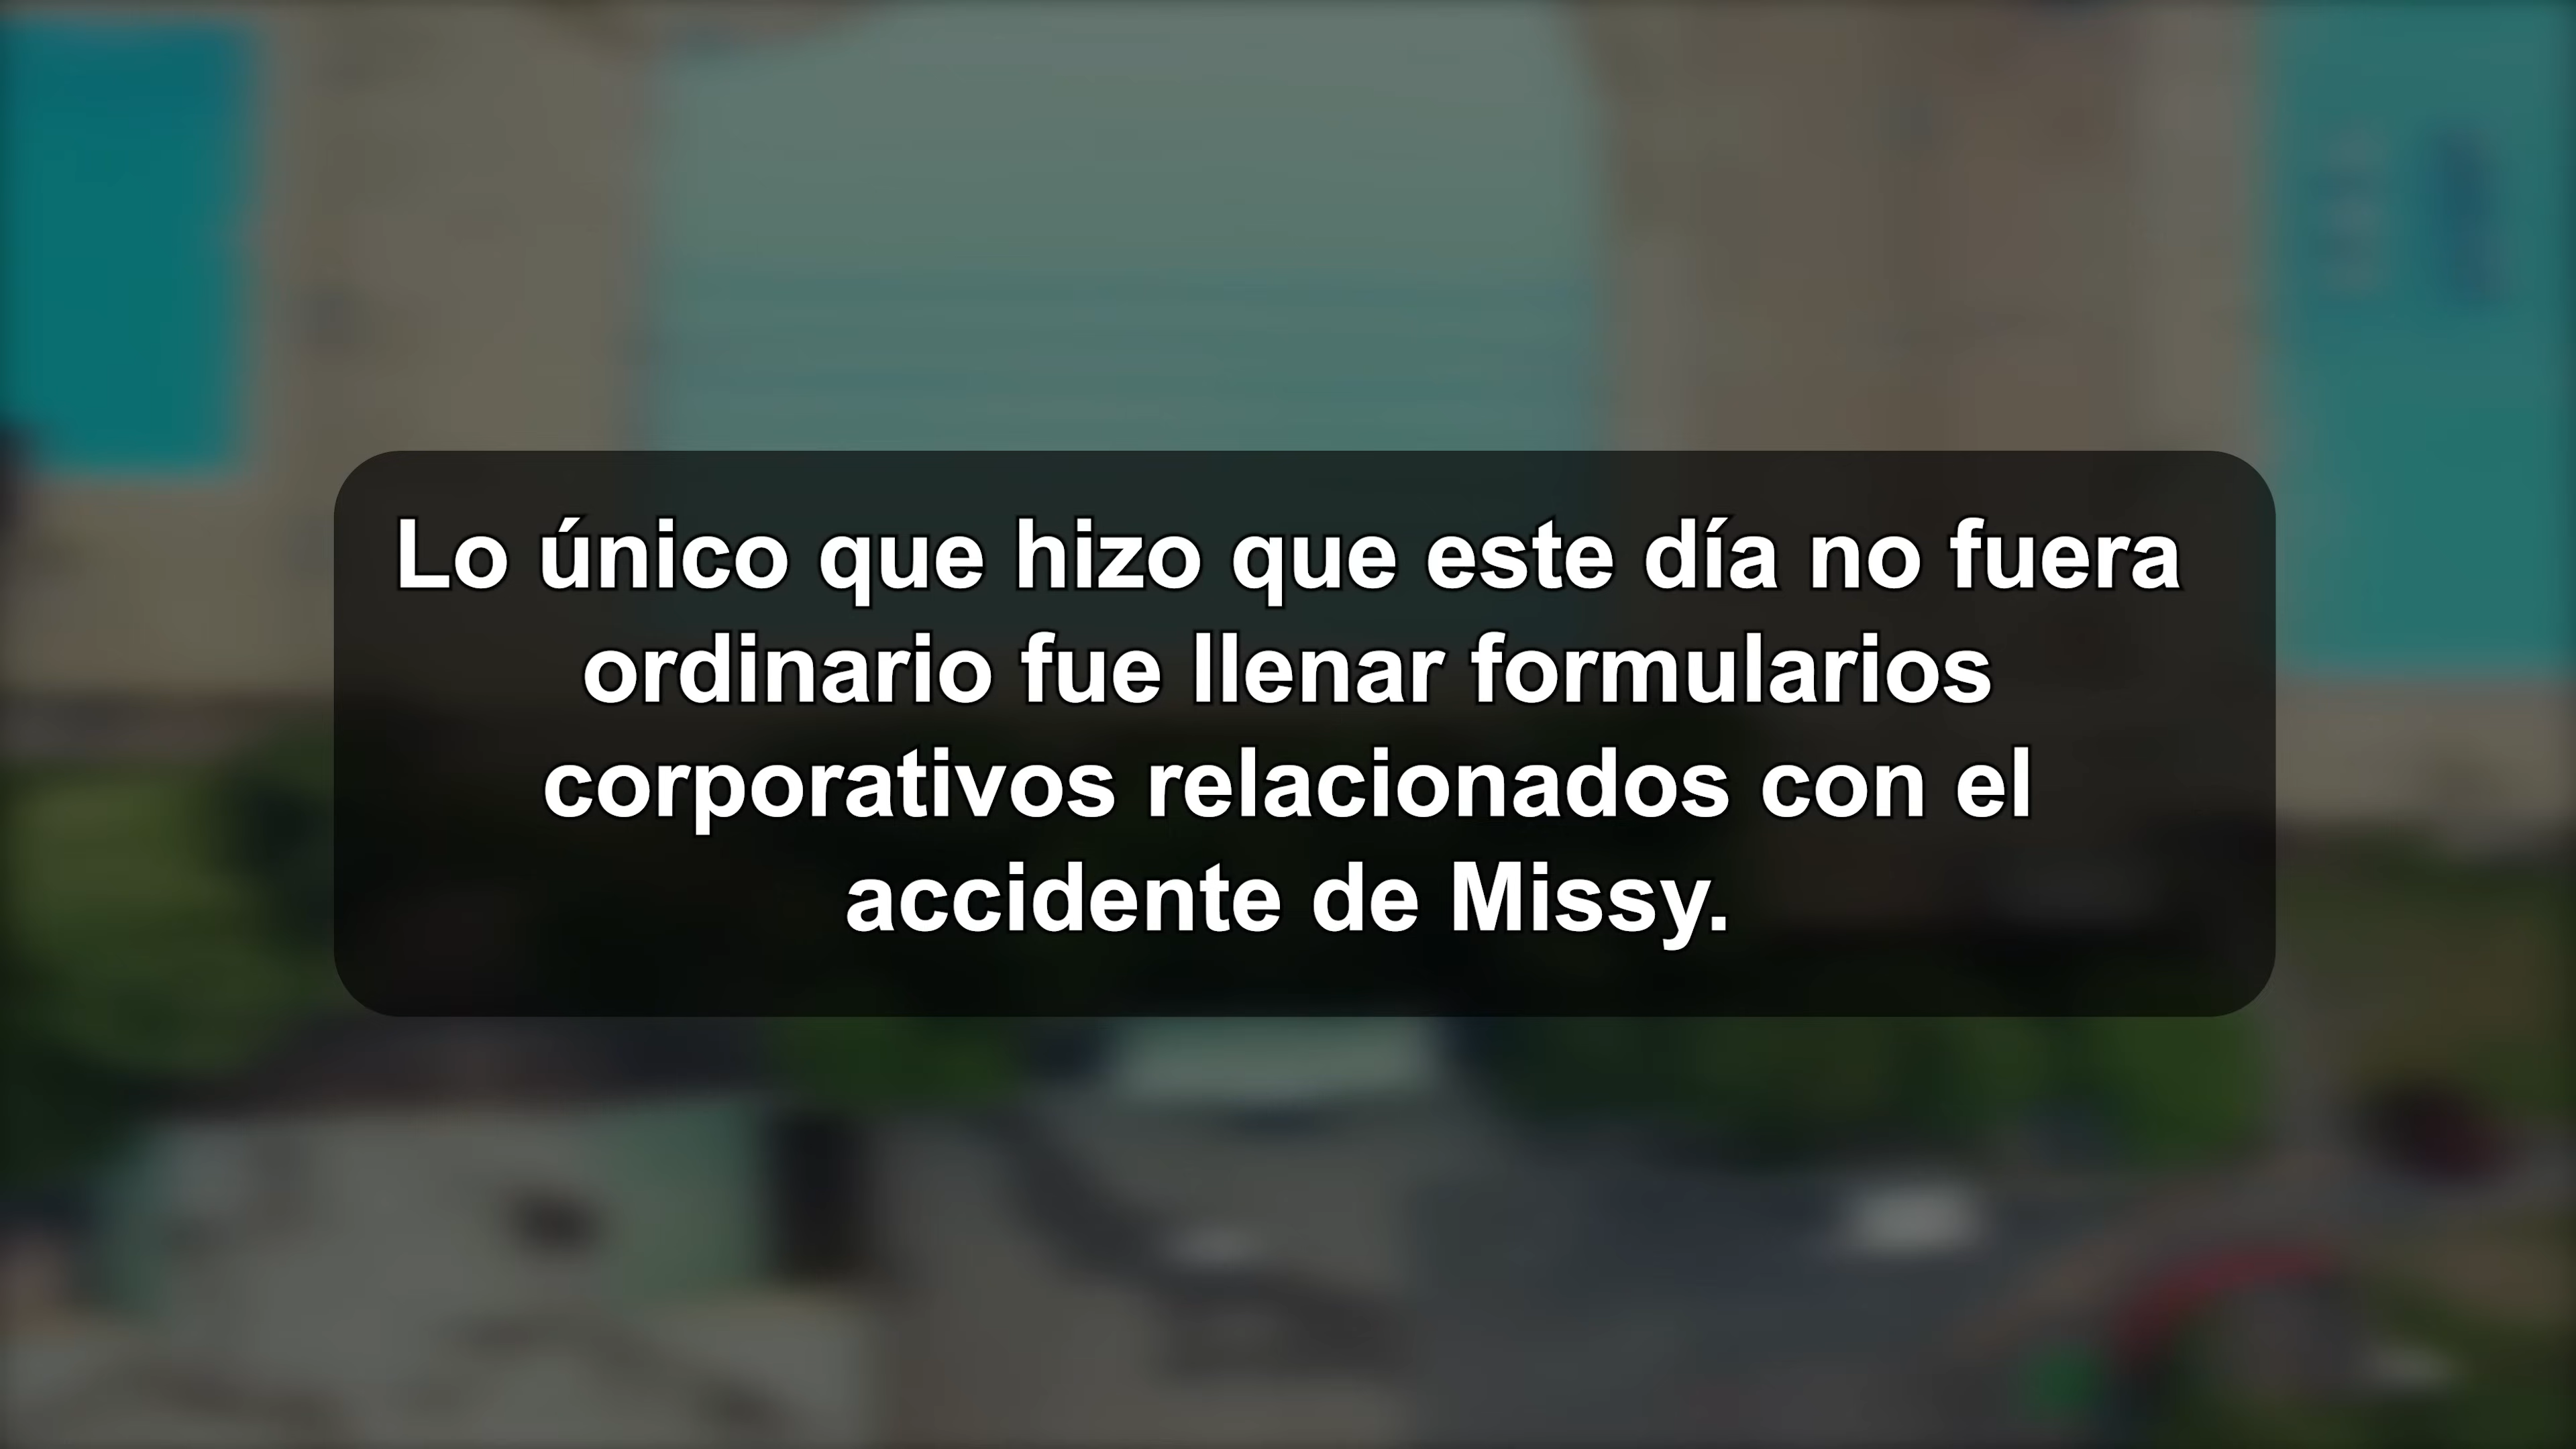 Lo único que hizo que este día no fuera
ordinario fue llenar formularios
corporativos relacionados con el
accidente de Missy.